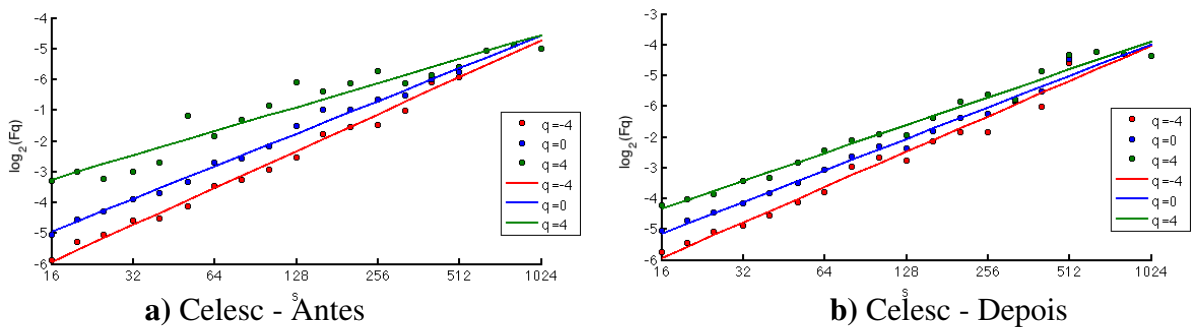 -4
-5
-6
-1
-2
-3
-4
-5
-6
log2(Fq)
16 32 64 128 256 512 1024
s
q=-4
q=0
q=4
q=-4
q=0
q=4
a) Celesc - Antes
-3
-4
-5
-6
-2
-3
-4
-5
-6
log2(Fq)
16 32 64 128 256 512 1024
s
q=-4
q=0
q=4
q=-4
q=0
q=4
b) Celesc - Depois